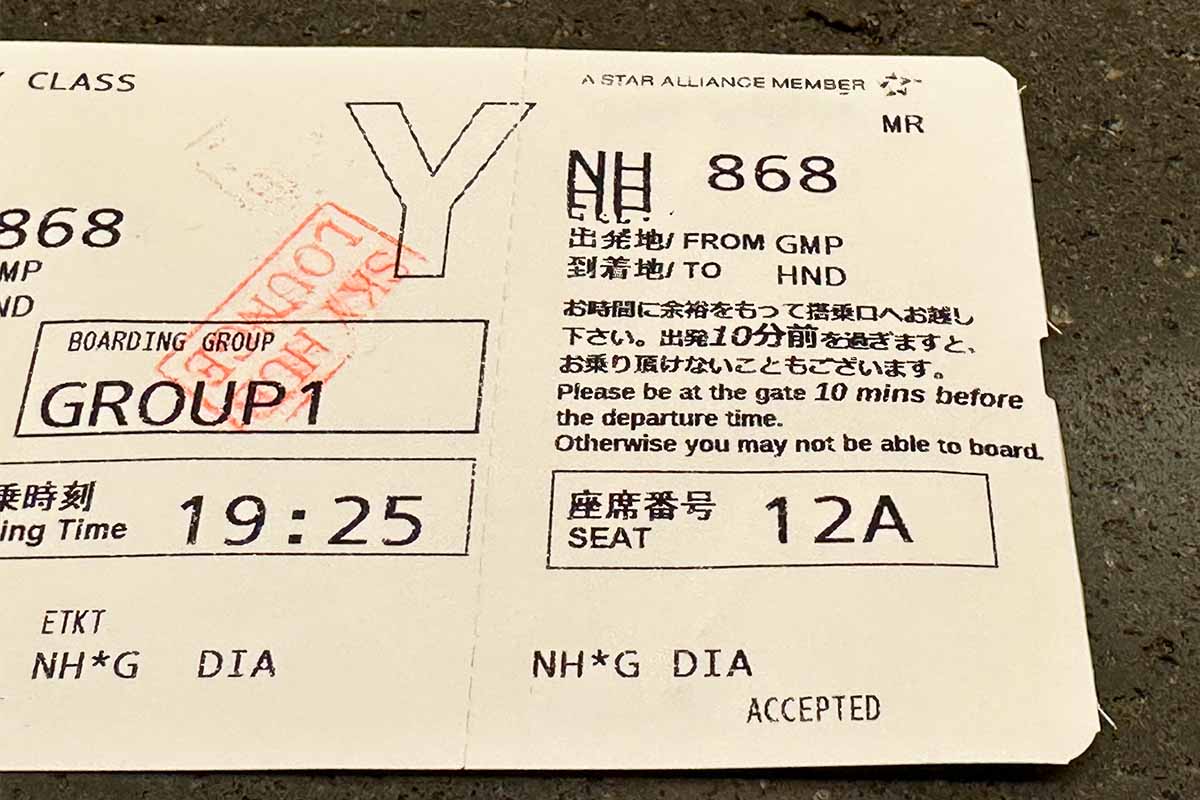 Y CLASS
Y
868
MP
ND
SKY HUB
LOUNGE
BOARDING GROUP
GROUP1
乗時刻
ing Time 19:25
ETKT
NH*G DIA
A STAR ALLIANCE MEMBER
MR
NH 868
出発地/ FROM GMP
到着地/ TO HND
お時間に余裕をもって搭乗口へお越し
下さい。出発10分前を過ぎますと、
お乗り頂けないこともございます。
Please be at the gate 10 mins before
the departure time.
Otherwise you may not be able to board.
座席番号
SEAT 12A
NH*G DIA
ACCEPTED